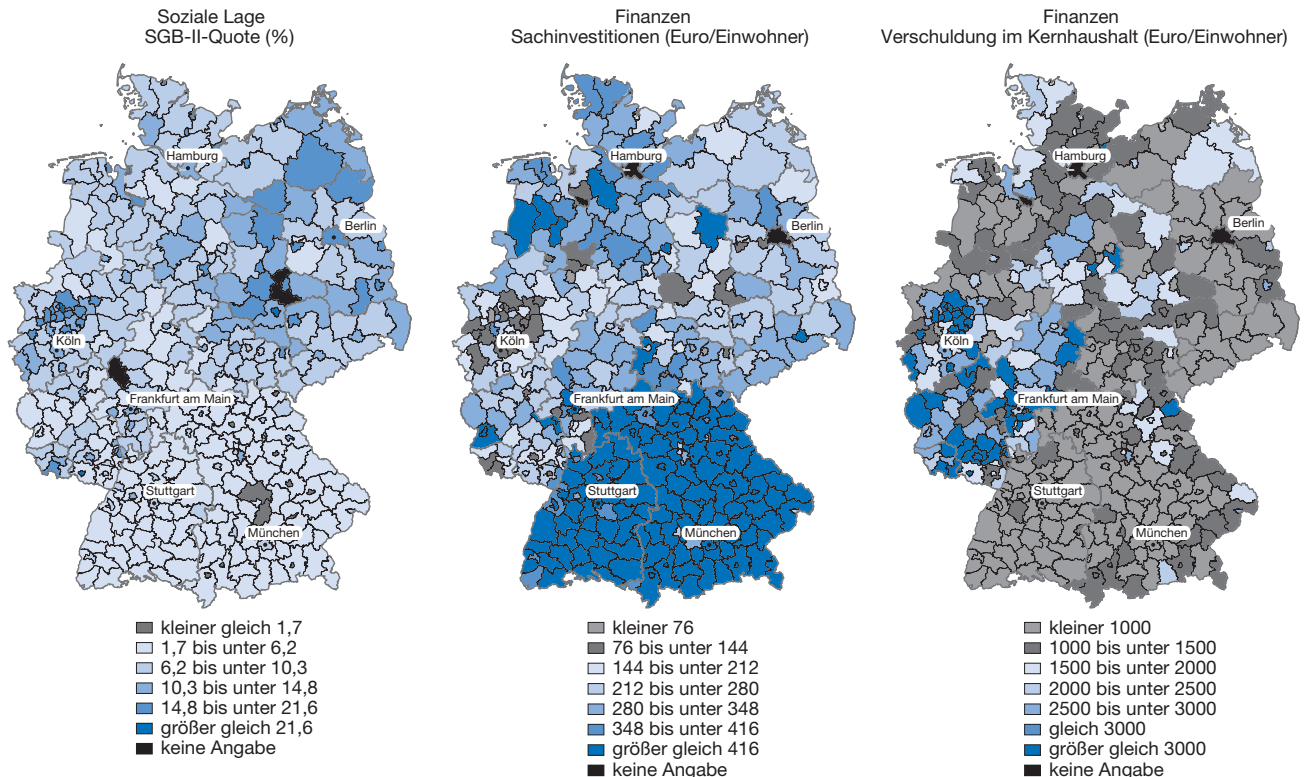 Soziale Lage
SGB-II-Quote (%)
Hamburg
Berlin
Köln
Frankfurt am Main
Stuttgart
München
kleiner gleich 1,7
1,7 bis unter 6,2
6,2 bis unter 10,3
10,3 bis unter 14,8
14,8 bis unter 21,6
größer gleich 21,6
keine Angabe
Finanzen
Sachinvestitionen (Euro/Einwohner)
Hamburg
Berlin
Köln
Frankfurt am Main
Stuttgart
München
kleiner 76
76 bis unter 144
144 bis unter 212
212 bis unter 280
280 bis unter 348
348 bis unter 416
größer gleich 416
keine Angabe
Finanzen
Verschuldung im Kernhaushalt (Euro/Einwohner)
Hamburg
Berlin
Köln
Frankfurt am Main
Stuttgart
München
kleiner 1000
1000 bis unter 1500
1500 bis unter 2000
2000 bis unter 2500
2500 bis unter 3000
gleich 3000
größer gleich 3000
keine Angabe